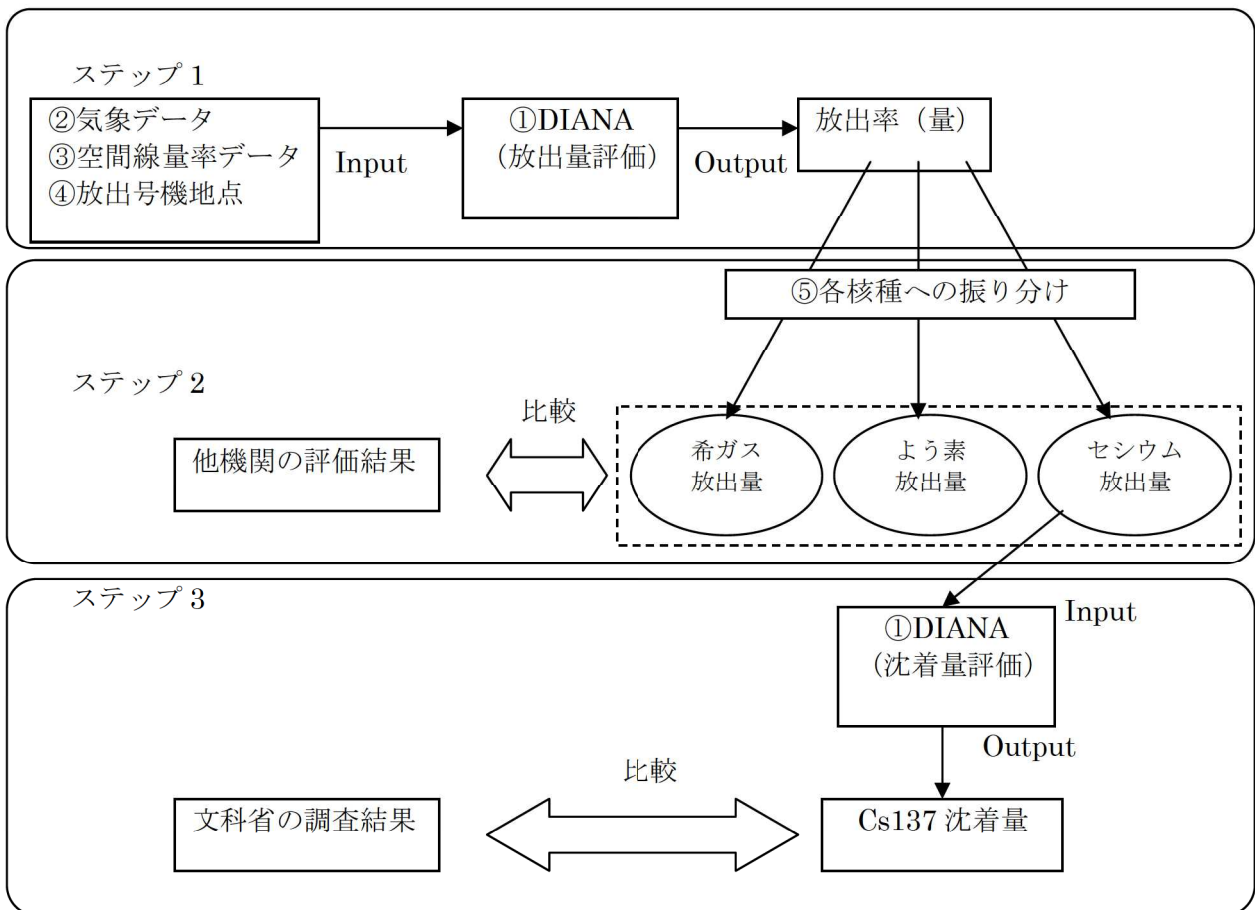 ステップ 1
②気象データ
③空間線量率データ
④放出号機地点
Input
①DIANA
（放出量評価）
Output
放出率（量）
⑤各核種への振り分け
ステップ 2
比較
他機関の評価結果
希ガス
放出量
よう素
放出量
セシウム
放出量
ステップ 3
Input
①DIANA
（沈着量評価）
Output
比較
文科省の調査結果
Cs137 沈着量